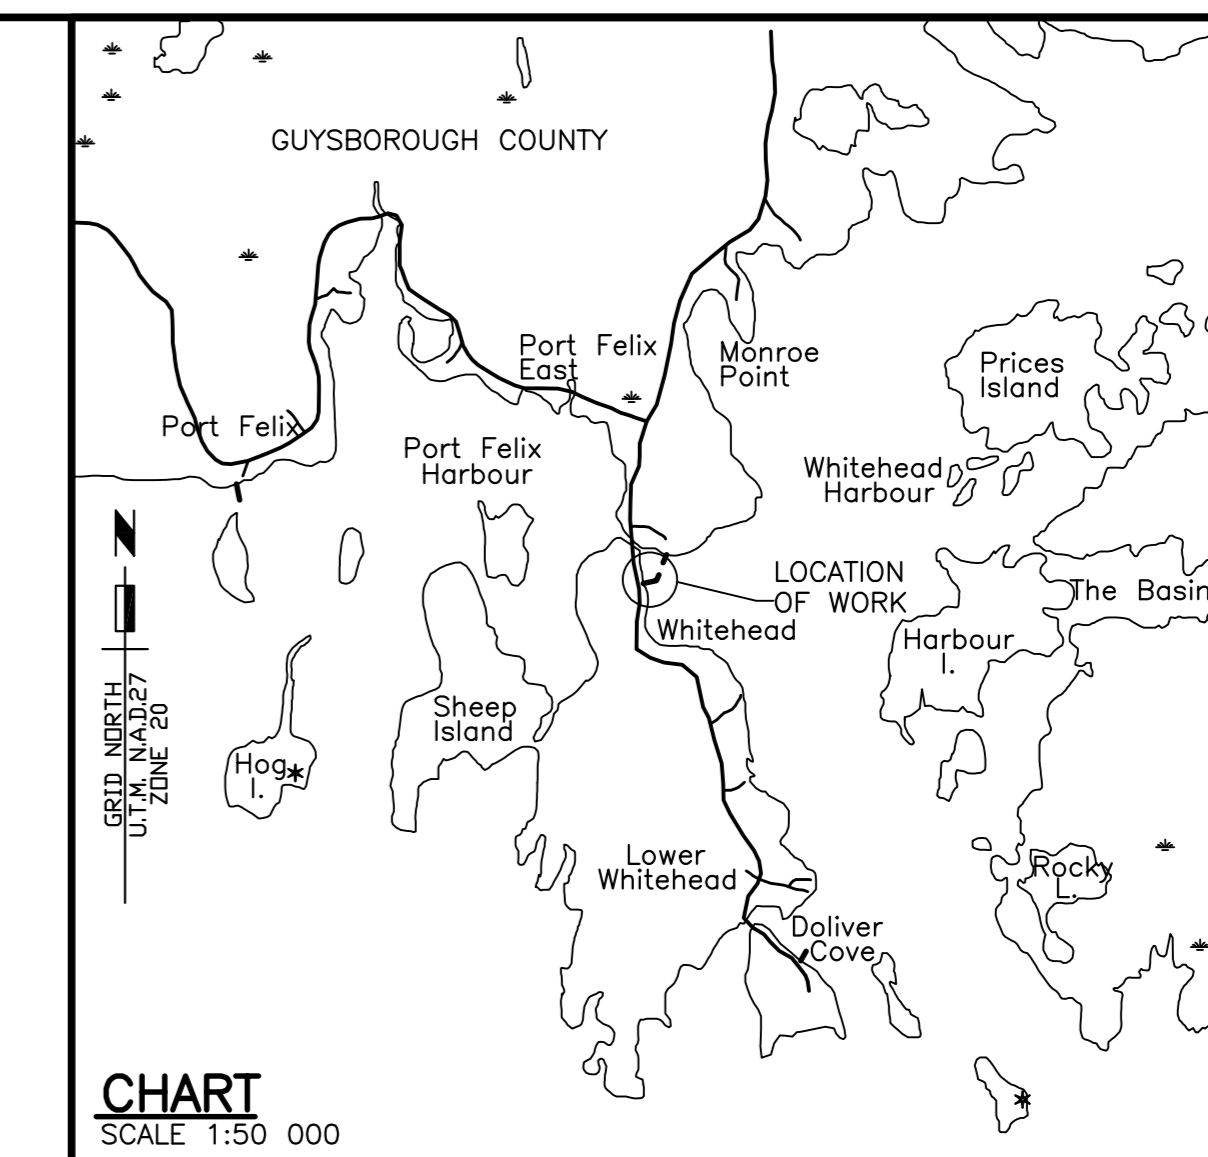 GUYSBOROUGH COUNTY
Port Felix
East
Monroe
Point
Prices
Island
Port Felix
Port Felix
Harbour
Whitehead
Harbour
N
LOCATION
OF WORK
The Basin
Whitehead
Harbour
I.
Sheep
Island
GRID NORTH
U.T.M. N.A.D.27
ZONE 20
Hog
I.
Lower
Whitehead
Rocky
L.
Doliver
Cove
CHART
SCALE 1:50 000